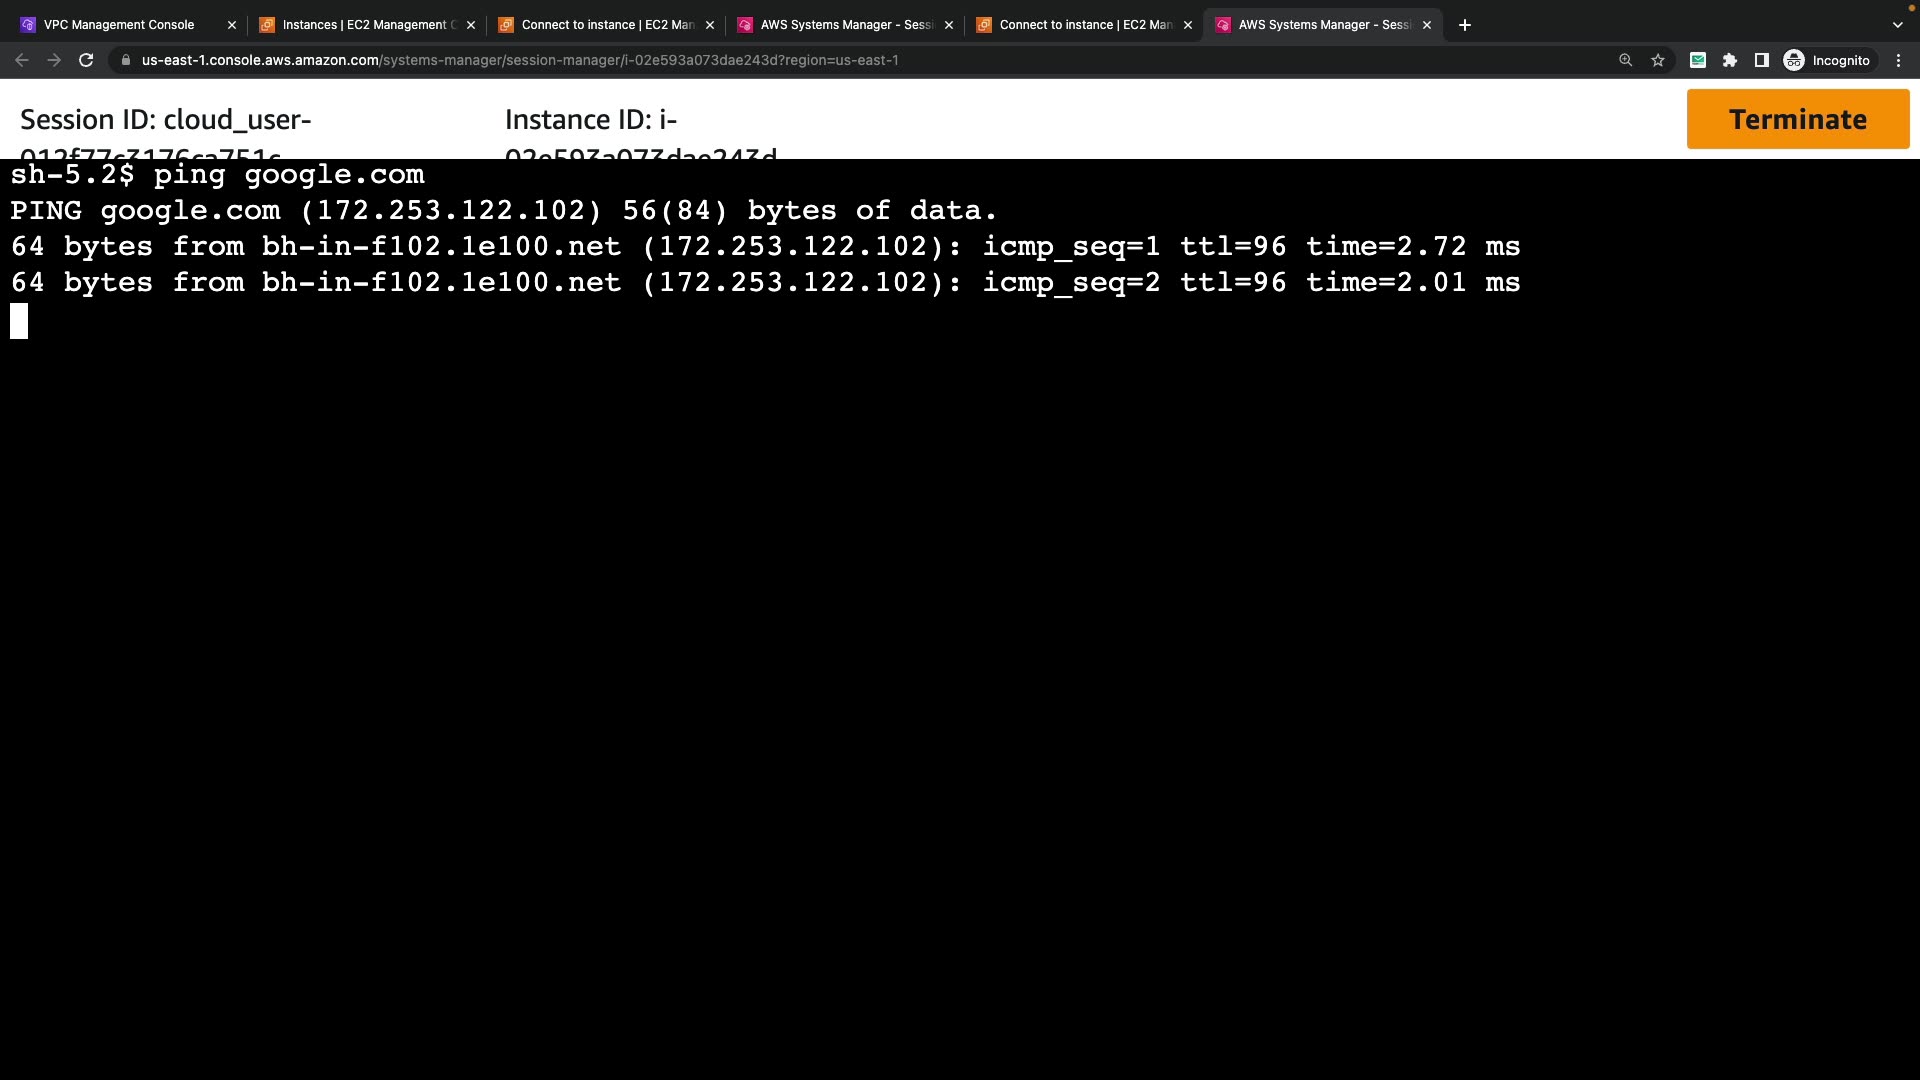 VPC Management Console
Instances | EC2 Management C
Connect to instance | EC2 Man
AWS Systems Manager - Sessi
Connect to instance | EC2 Man
AWS Systems Manager - Sessi
us-east-1.console.aws.amazon.com/systems-manager/session-manager/i-02e593a073dae243d?region=us-east-1
Incognito
Session ID: cloud_user-
012f77c3176ca751c
Instance ID: i-
02e593a073dae243d
Terminate
sh-5.2$ ping google.com
PING google.com (172.253.122.102) 56(84) bytes of data.
64 bytes from bh-in-f102.1e100.net (172.253.122.102): icmp_seq=1 ttl=96 time=2.72 ms
64 bytes from bh-in-f102.1e100.net (172.253.122.102): icmp_seq=2 ttl=96 time=2.01 ms